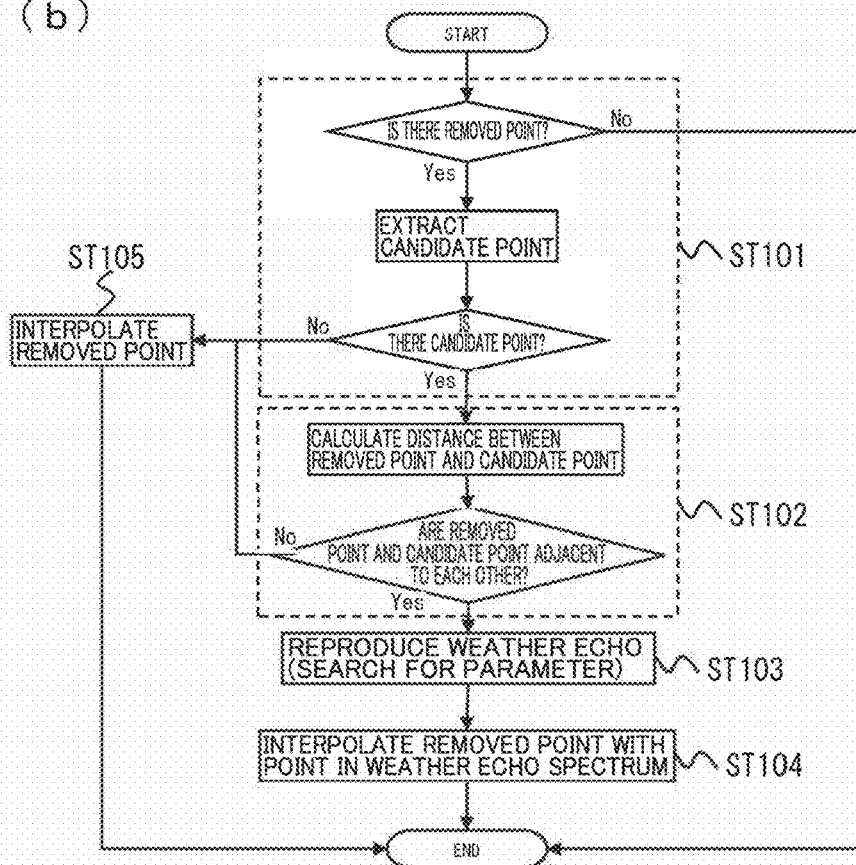 (b)
START
IS THERE REMOVED POINT?
No
Yes
EXTRACT
CANDIDATE POINT
ST101
ST105
INTERPOLATE
REMOVED POINT
No
IS
THERE CANDIDATE POINT?
Yes
CALCULATE DISTANCE BETWEEN
REMOVED POINT AND CANDIDATE POINT
ST102
No
ARE REMOVED
POINT AND CANDIDATE POINT ADJACENT
TO EACH OTHER?
Yes
REPRODUCE WEATHER ECHO
(SEARCH FOR PARAMETER)
ST103
INTERPOLATE REMOVED POINT WITH
POINT IN WEATHER ECHO SPECTRUM
ST104
END